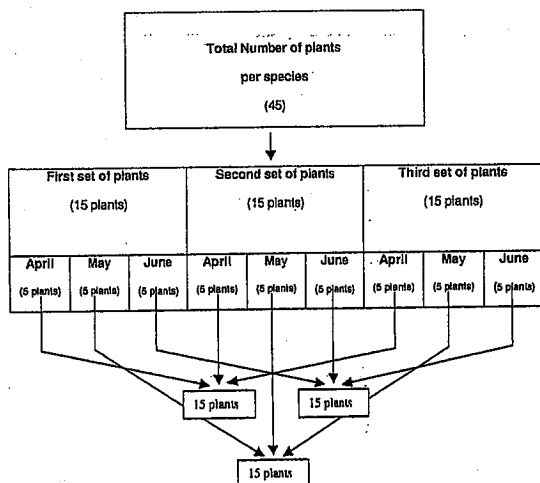 Total Number of plants
per species
(45)
First set of plants
(15 plants)
Second set of plants
(15 plants)
Third set of plants
(15 plants)
April
(5 plants)
May
(5 plants)
June
(5 plants)
April
(5 plants)
May
(5 plants)
June
(5 plants)
April
(5 plants)
May
(5 plants)
June
(5 plants)
15 plants
15 plants
15 plants